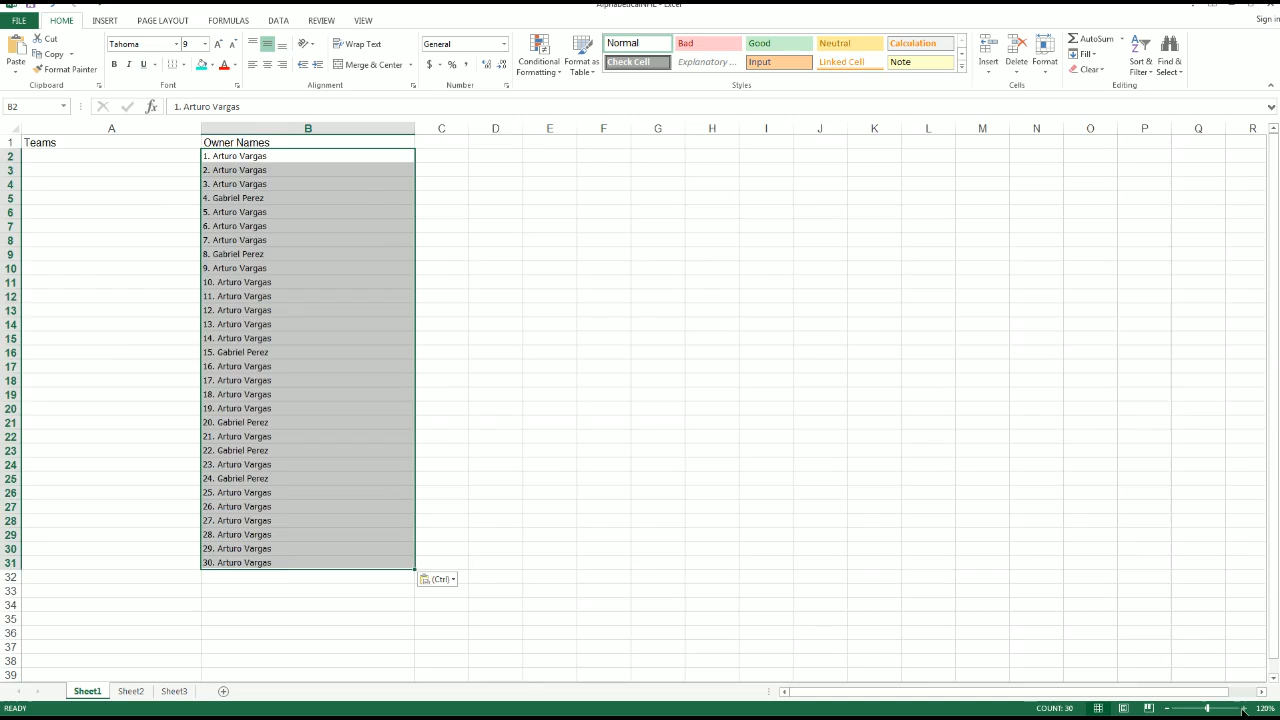 FILE HOME INSERT PAGE LAYOUT FORMULAS DATA REVIEW VIEW Sign in
Cut Tahoma 9 Wrap Text General Normal Bad Good Neutral Calculation AutoSum
Paste Copy Conditional Format as Insert Delete Format Fill Sort & Find &
Format Painter B I U A Merge & Center $ % , Formatting Table Check Cell Explanatory ... Input Linked Cell Note Clear Filter Select
Clipboard Font Alignment Number Styles Cells Editing
B2 fx 1. Arturo Vargas
A B C D E F G H I J K L M N O P Q R
1 Teams Owner Names
2 1. Arturo Vargas
3 2. Arturo Vargas
4 3. Arturo Vargas
5 4. Gabriel Perez
6 5. Arturo Vargas
7 6. Arturo Vargas
8 7. Arturo Vargas
9 8. Gabriel Perez
10 9. Arturo Vargas
11 10. Arturo Vargas
12 11. Arturo Vargas
13 12. Arturo Vargas
14 13. Arturo Vargas
15 14. Arturo Vargas
16 15. Gabriel Perez
17 16. Arturo Vargas
18 17. Arturo Vargas
19 18. Arturo Vargas
20 19. Arturo Vargas
21 20. Gabriel Perez
22 21. Arturo Vargas
23 22. Gabriel Perez
24 23. Arturo Vargas
25 24. Gabriel Perez
26 25. Arturo Vargas
27 26. Arturo Vargas
28 27. Arturo Vargas
29 28. Arturo Vargas
30 29. Arturo Vargas
31 30. Arturo Vargas
32 (Ctrl)
33
34
35
36
37
38
39
Sheet1 Sheet2 Sheet3
READY COUNT: 30 120%